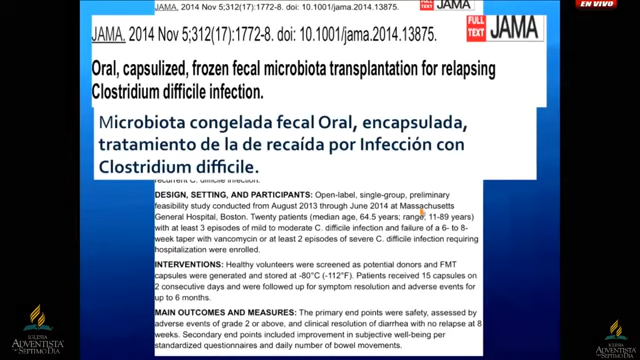 JAMA. 2014 Nov 5;312(17):1772-8. doi: 10.1001/jama.2014.13875.
FULL TEXT JAMA
EN VIVO
JAMA. 2014 Nov 5;312(17):1772-8. doi: 10.1001/jama.2014.13875.
FULL TEXT JAMA
Oral, capsulized, frozen fecal microbiota transplantation for relapsing
Clostridium difficile infection.
Microbiota congelada fecal Oral, encapsulada,
tratamiento de la de recaída por Infección con
Clostridium difficile.
recurrent C. difficile infection.
DESIGN, SETTING, AND PARTICIPANTS: Open-label, single-group, preliminary
feasibility study conducted from August 2013 through June 2014 at Massachusetts
General Hospital, Boston. Twenty patients (median age, 64.5 years; range, 11-89 years)
with at least 3 episodes of mild to moderate C. difficile infection and failure of a 6- to 8-
week taper with vancomycin or at least 2 episodes of severe C. difficile infection requiring
hospitalization were enrolled.
INTERVENTIONS: Healthy volunteers were screened as potential donors and FMT
capsules were generated and stored at -80°C (-112°F). Patients received 15 capsules on
2 consecutive days and were followed up for symptom resolution and adverse events for
up to 6 months.
MAIN OUTCOMES AND MEASURES: The primary end points were safety, assessed by
adverse events of grade 2 or above, and clinical resolution of diarrhea with no relapse at 8
weeks. Secondary end points included improvement in subjective well-being per
standardized questionnaires and daily number of bowel movements.
IGLESIA
ADVENTISTA
DEL SÉPTIMO DÍA
IGLESIA
ADVENTISTA
DEL SÉPTIMO DÍA